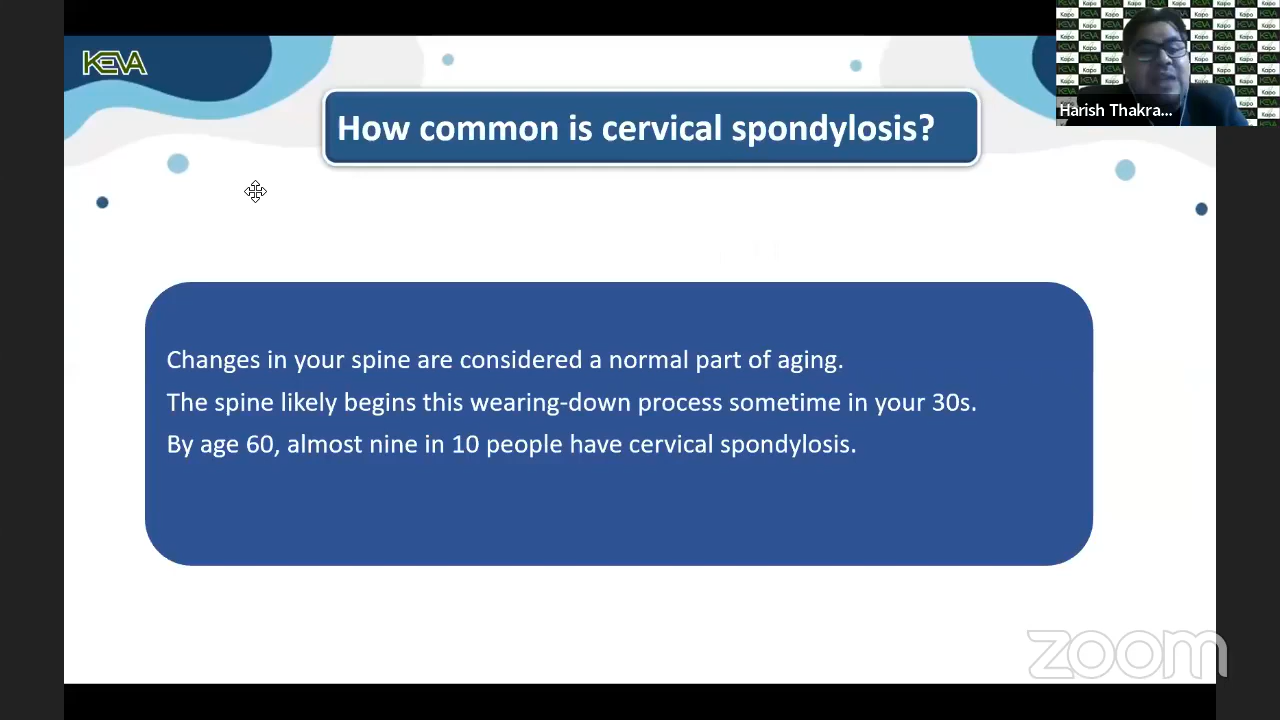 KEVA
How common is cervical spondylosis?
Harish Thakra...
Changes in your spine are considered a normal part of aging.
The spine likely begins this wearing-down process sometime in your 30s.
By age 60, almost nine in 10 people have cervical spondylosis.
zoom